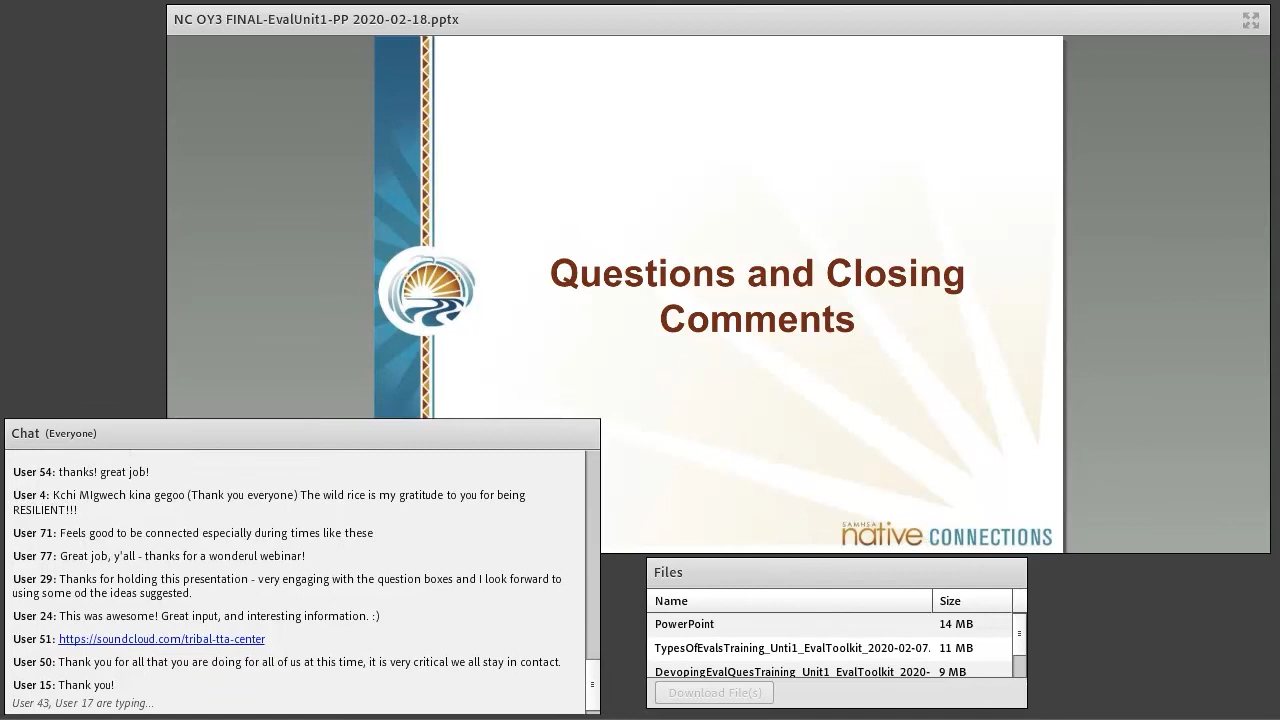 NC OY3 FINAL-EvalUnit1-PP 2020-02-18.pptx
Questions and Closing
Comments
SAMHSA
native CONNECTIONS
Chat (Everyone)
User 54: thanks! great job!
User 4: Kchi MIgwech kina gegoo (Thank you everyone) The wild rice is my gratitude to you for being
RESILIENT!!!
User 71: Feels good to be connnated especially during times like these
User 77: Great job, y'all - thanks for a wonderul webinar!
User 29: Thanks for holding this presentation - very engaging with the question boxes and I look forward to
using some od the ideas suggested.
User 24: This was awesome! Great input, and interesting information. :)
User 51: https://soundcloud.com/tribal-tta-center
User 50: Thank you for all that you are doing for all of us at this time, it is very critical we all stay in contact.
User 15: Thank you!
User 43, User 17 are typing...
Files
Name Size
PowerPoint 14 MB
TypesOfEvalsTraining_Unti1_EvalToolkit_2020-02-07. 11 MB
DevopingEvalQuesTraining_Unit1_EvalToolkit_2020- 9 MB
Download File(s)